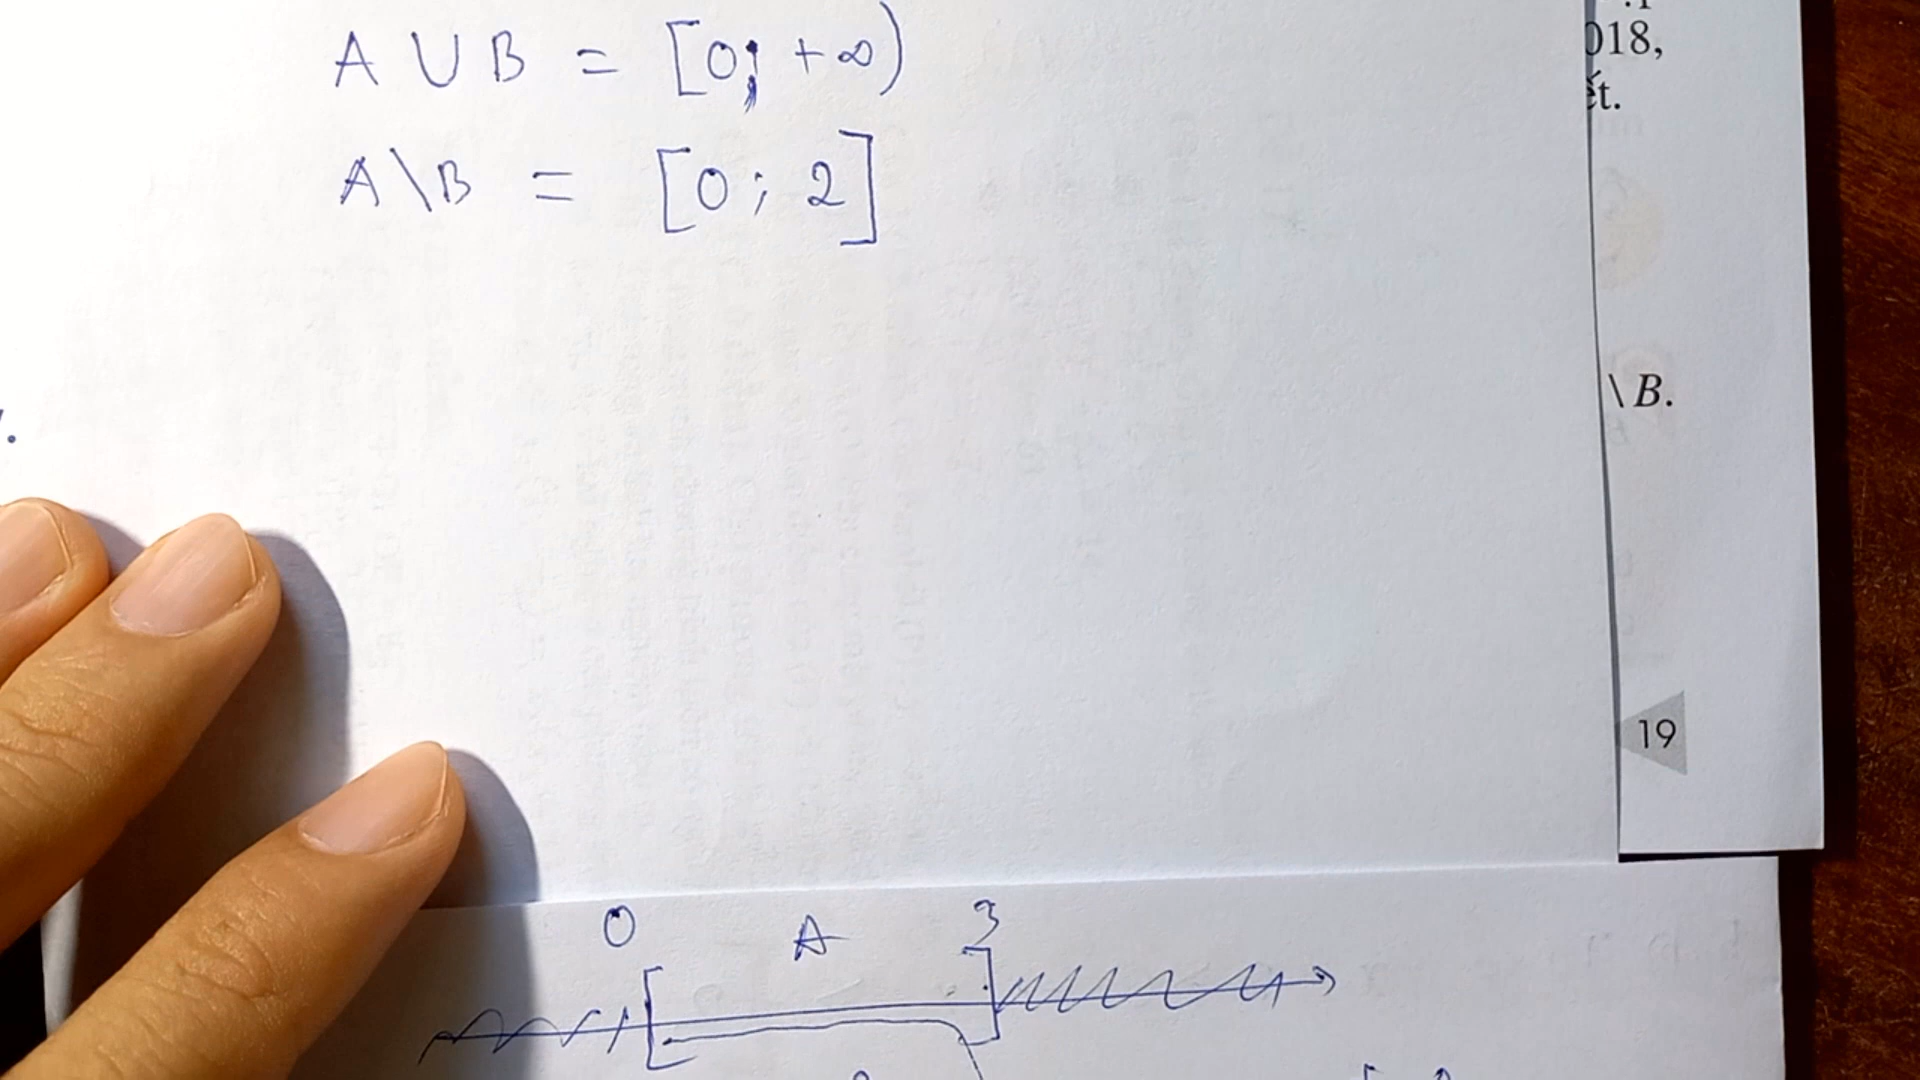 A ∪ B = [0; +∞)
A \ B = [0; 2]
018,
ết.
\ B.
19
0 A 3